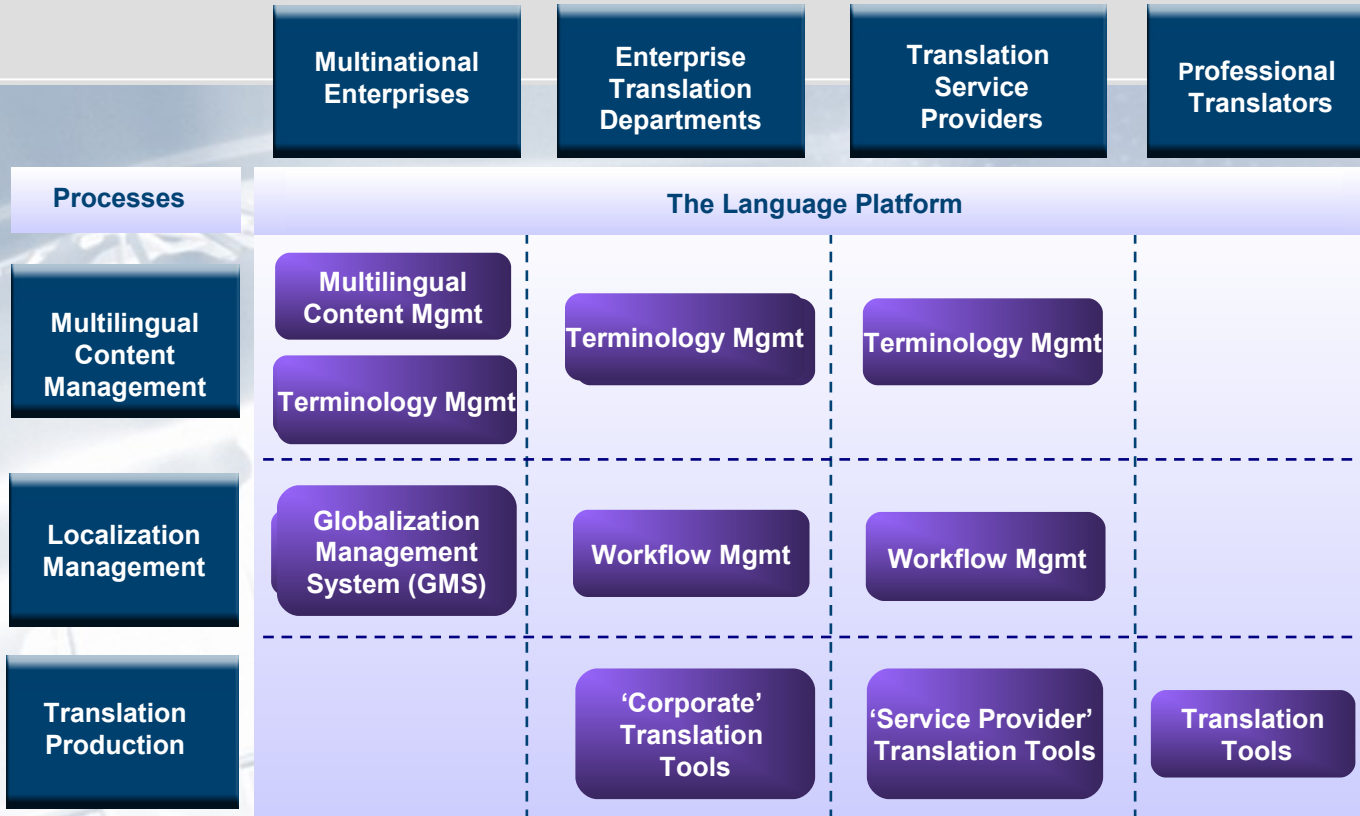 Multinational
Enterprises
Enterprise
Translation
Departments
Translation
Service
Providers
Professional
Translators
Processes
The Language Platform
Multilingual
Content
Management
Multilingual
Content Mgmt
Terminology Mgmt
Terminology Mgmt
Terminology Mgmt
Localization
Management
Globalization
Management
System (GMS)
Workflow Mgmt
Workflow Mgmt
Translation
Production
‘Corporate’
Translation
Tools
‘Service Provider’
Translation Tools
Translation
Tools